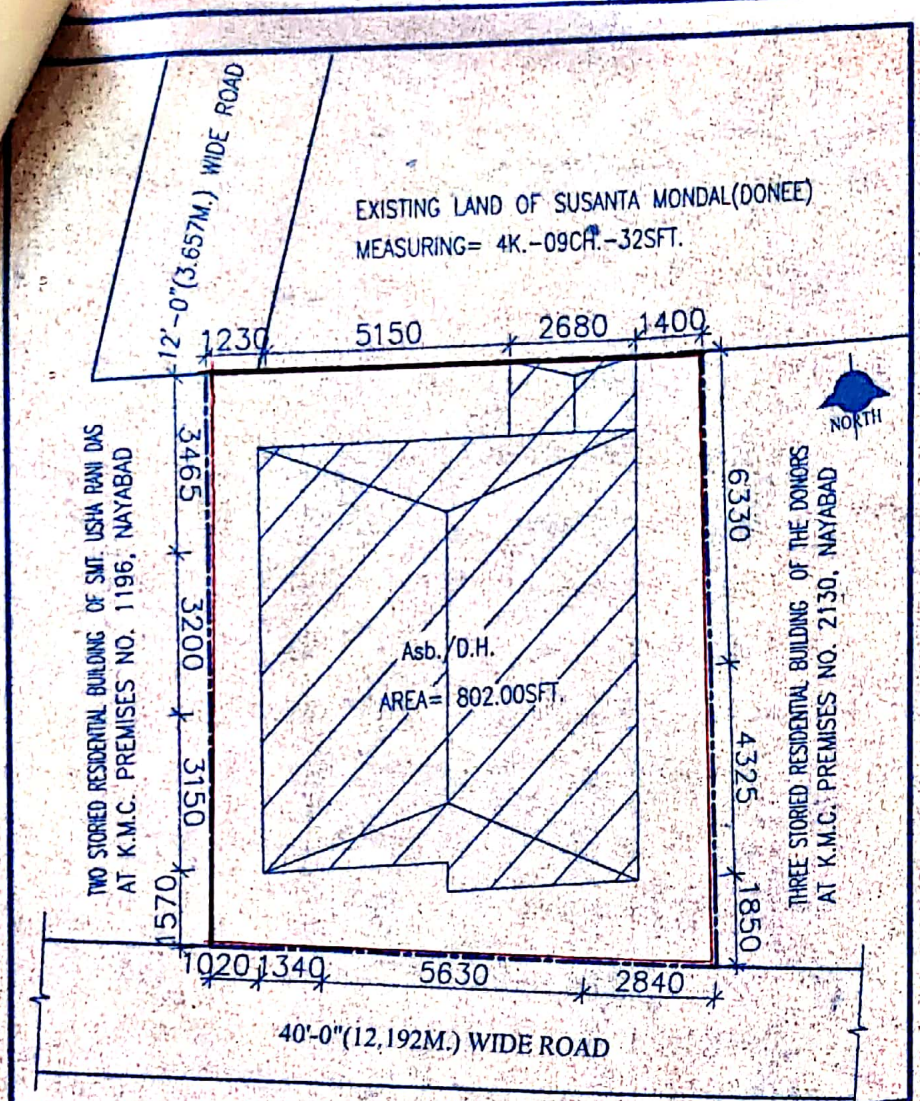 12'-0"(3.657M.) WIDE ROAD
EXISTING LAND OF SUSANTA MONDAL(DONEE)
MEASURING= 4K.-09CH.-32SFT.
1230
5150
2680
1400
NORTH
TWO STORIED RESIDENTIAL BUILDING OF SMT. USHA RANI DAS
AT K.M.C. PREMISES NO. 1196, NAYABAD
3465
3200
3150
1570
Asb./D.H.
AREA= 802.00SFT.
6330
4325
1850
THREE STORIED RESIDENTIAL BUILDING OF THE DONORS
AT K.M.C. PREMISES NO. 2130, NAYABAD
1020
1340
5630
2840
40'-0"(12,192M.) WIDE ROAD